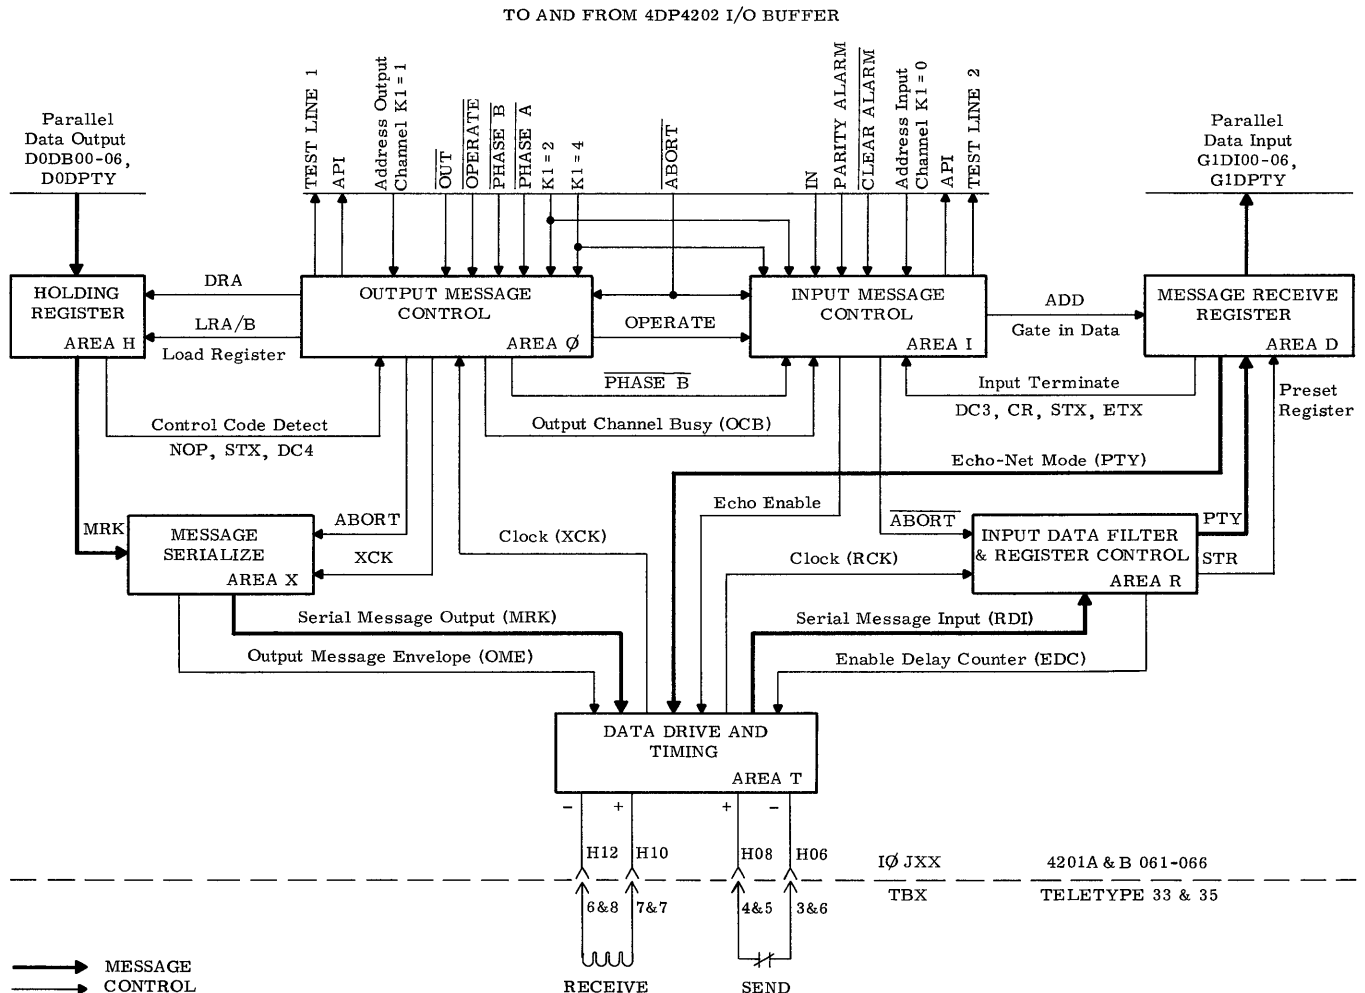 TO AND FROM 4DP4202 I/O BUFFER
Parallel
Data Output
D0DB00-06,
D0DPTY
TEST LINE 1
API
Address Output
Channel K1 = 1
OUT
OPERATE
PHASE B
PHASE A
K1 = 2
K1 = 4
ABORT
IN
PARITY ALARM
CLEAR ALARM
Address Input
Channel K1 = 0
API
TEST LINE 2
Parallel
Data Input
G1DI00-06,
G1DPTY
HOLDING
REGISTER
AREA H
DRA
LRA/B
Load Register
OUTPUT MESSAGE
CONTROL
AREA Ø
OPERATE
INPUT MESSAGE
CONTROL
AREA I
ADD
Gate in Data
MESSAGE RECEIVE
REGISTER
AREA D
PHASE B
Input Terminate
DC3, CR, STX, ETX
Preset
Register
Control Code Detect
NOP, STX, DC4
Output Channel Busy (OCB)
Echo-Net Mode (PTY)
Echo Enable
MRK
MESSAGE
SERIALIZE
AREA X
ABORT
XCK
Clock (XCK)
Clock (RCK)
ABORT
INPUT DATA FILTER
& REGISTER CONTROL
AREA R
PTY
STR
Serial Message Output (MRK)
Serial Message Input (RDI)
Output Message Envelope (OME)
Enable Delay Counter (EDC)
DATA DRIVE AND
TIMING
AREA T
- + + -
H12 H10 H08 H06
IØ JXX 4201A & B 061-066
TBX TELETYPE 33 & 35
6&8 7&7 4&5 3&6
RECEIVE SEND
MESSAGE
CONTROL